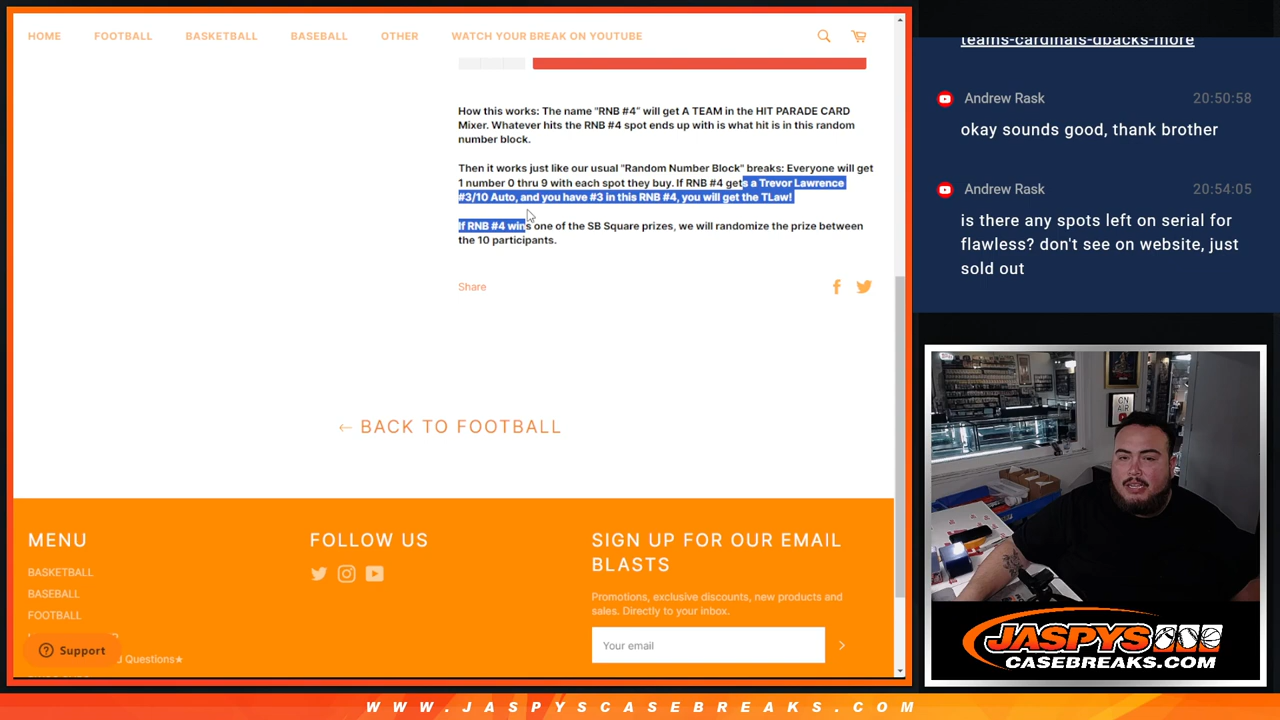 HOME FOOTBALL BASKETBALL BASEBALL OTHER WATCH YOUR BREAK ON YOUTUBE
How this works: The name "RNB #4" will get A TEAM in the HIT PARADE CARD
Mixer. Whatever hits the RNB #4 spot ends up with is what hit is in this random
number block.
Then it works just like our usual "Random Number Block" breaks: Everyone will get
1 number 0 thru 9 with each spot they buy. If RNB #4 gets a Trevor Lawrence
#3/10 Auto, and you have #3 in this RNB #4, you will get the TLaw!
If RNB #4 wins one of the SB Square prizes, we will randomize the prize between
the 10 participants.
Share
← BACK TO FOOTBALL
MENU
BASKETBALL
BASEBALL
FOOTBALL
Support
d Questions★
FOLLOW US
SIGN UP FOR OUR EMAIL
BLASTS
Promotions, exclusive discounts, new products and
sales. Directly to your inbox.
Your email
teams-cardinals-dbacks-more
Andrew Rask 20:50:58
okay sounds good, thank brother
Andrew Rask 20:54:05
is there any spots left on serial for
flawless? don't see on website, just
sold out
ON
AIR
JASPYS
CASEBREAKS.COM
WWW.JASPYSCASEBREAKS.COM